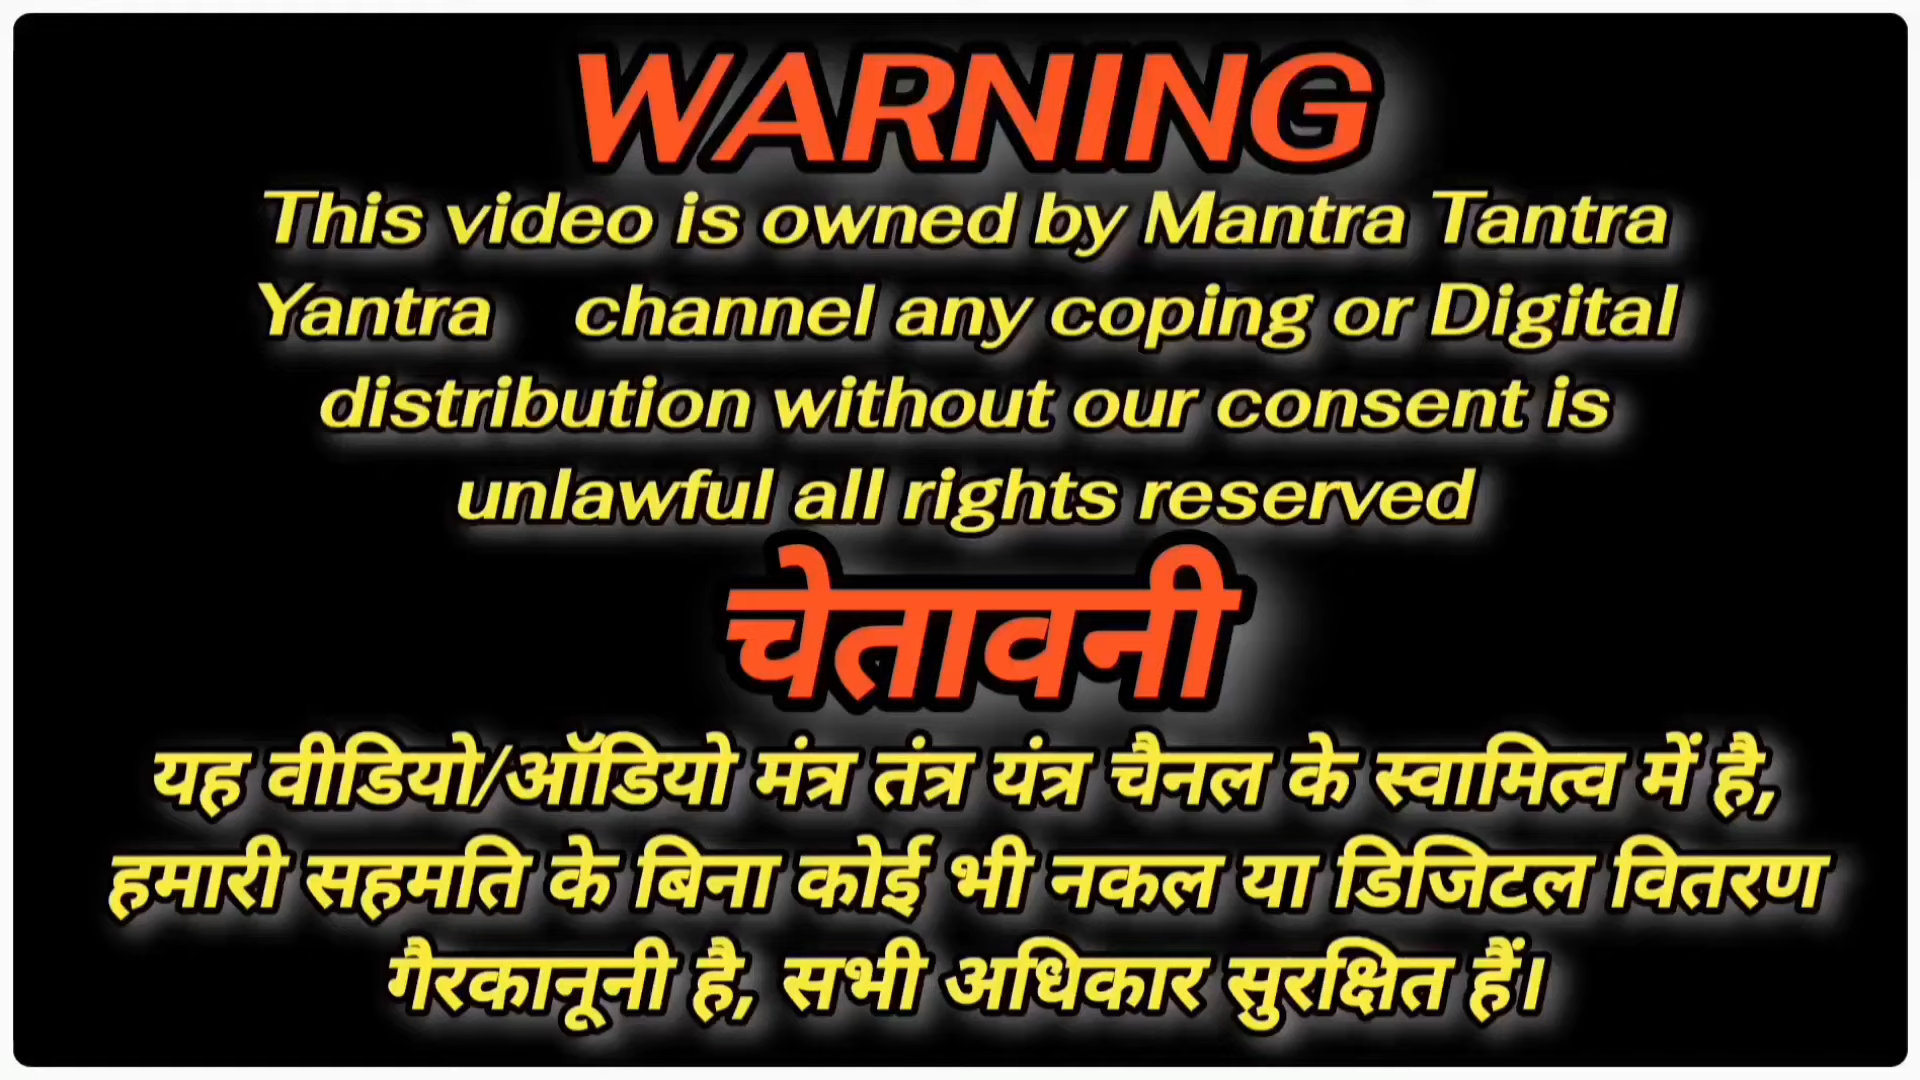 WARNING
This video is owned by Mantra Tantra
Yantra channel any coping or Digital
distribution without our consent is
unlawful all rights reserved
चेतावनी
यह वीडियो/ऑडियो मंत्र तंत्र यंत्र चैनल के स्वामित्व में है,
हमारी सहमति के बिना कोई भी नकल या डिजिटल वितरण
गैरकानूनी है, सभी अधिकार सुरक्षित हैं।